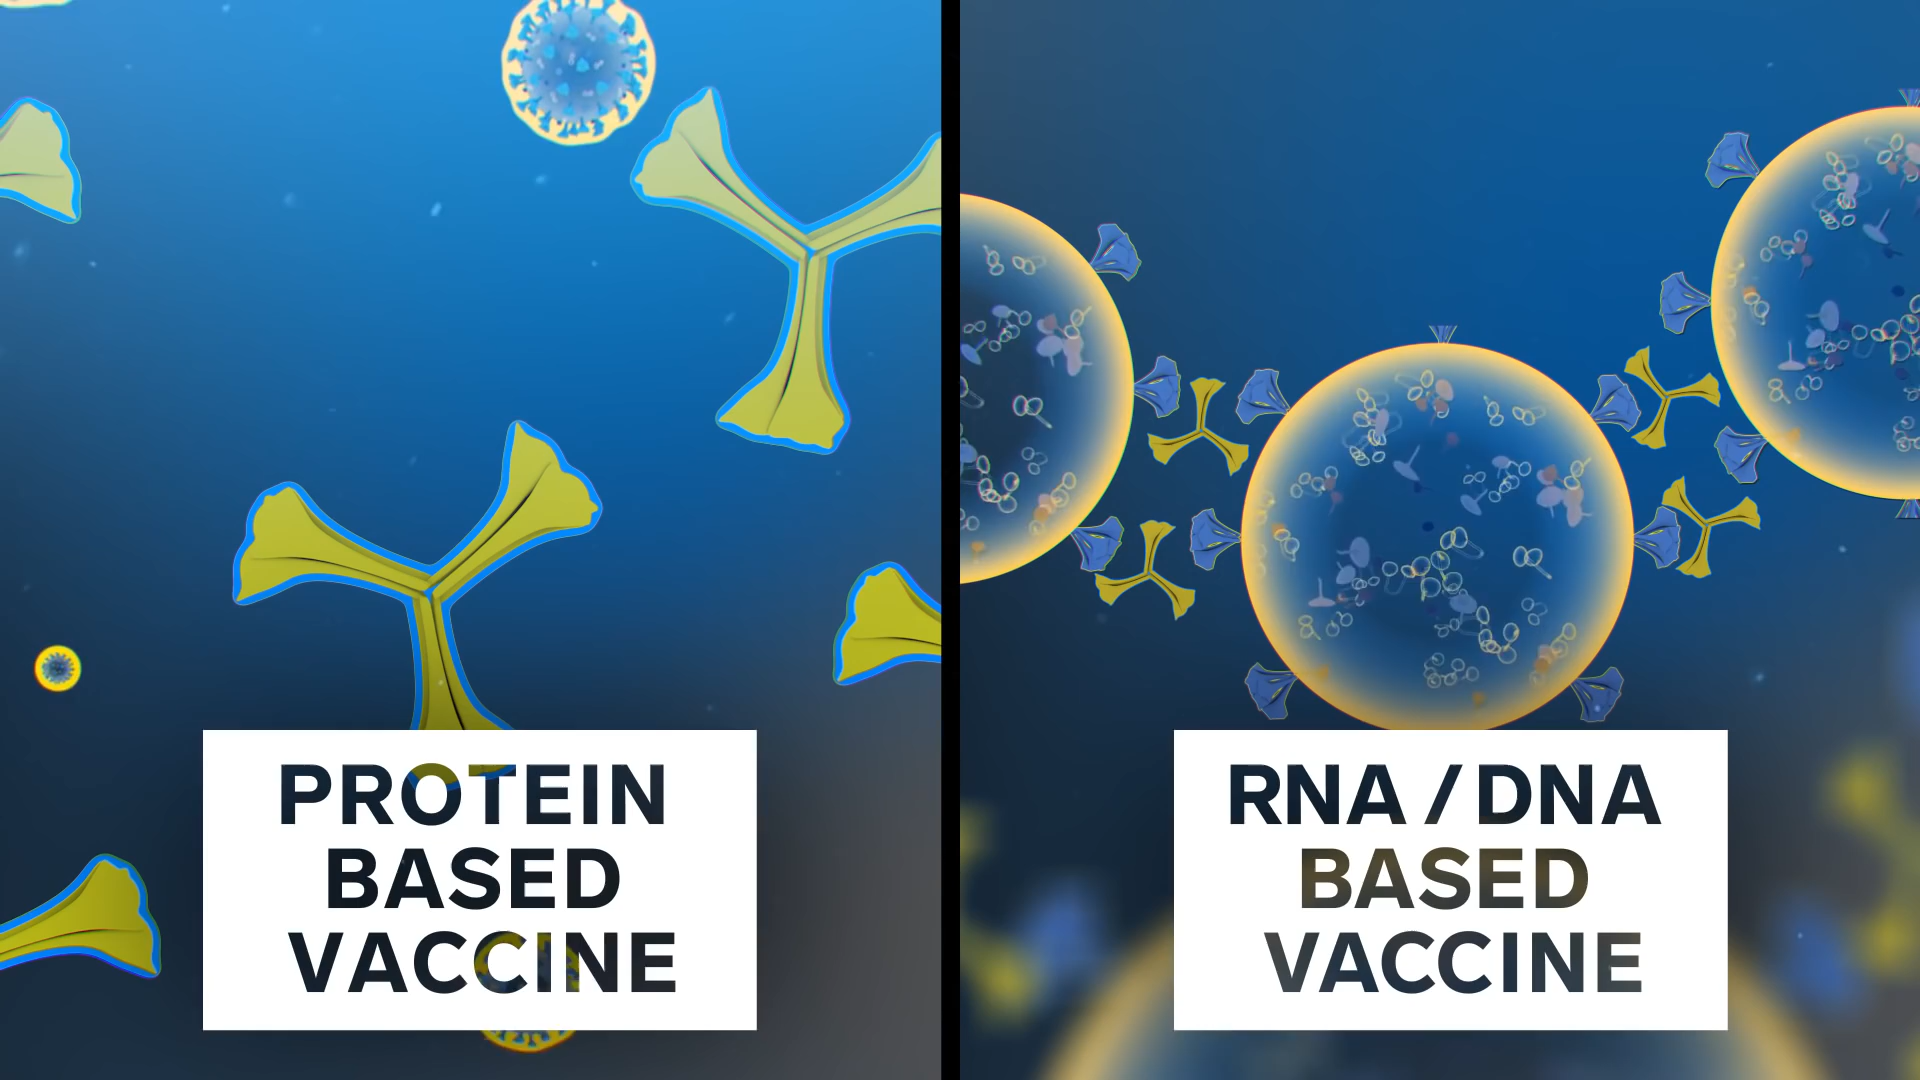 PROTEIN
BASED
VACCINE
RNA / DNA
BASED
VACCINE